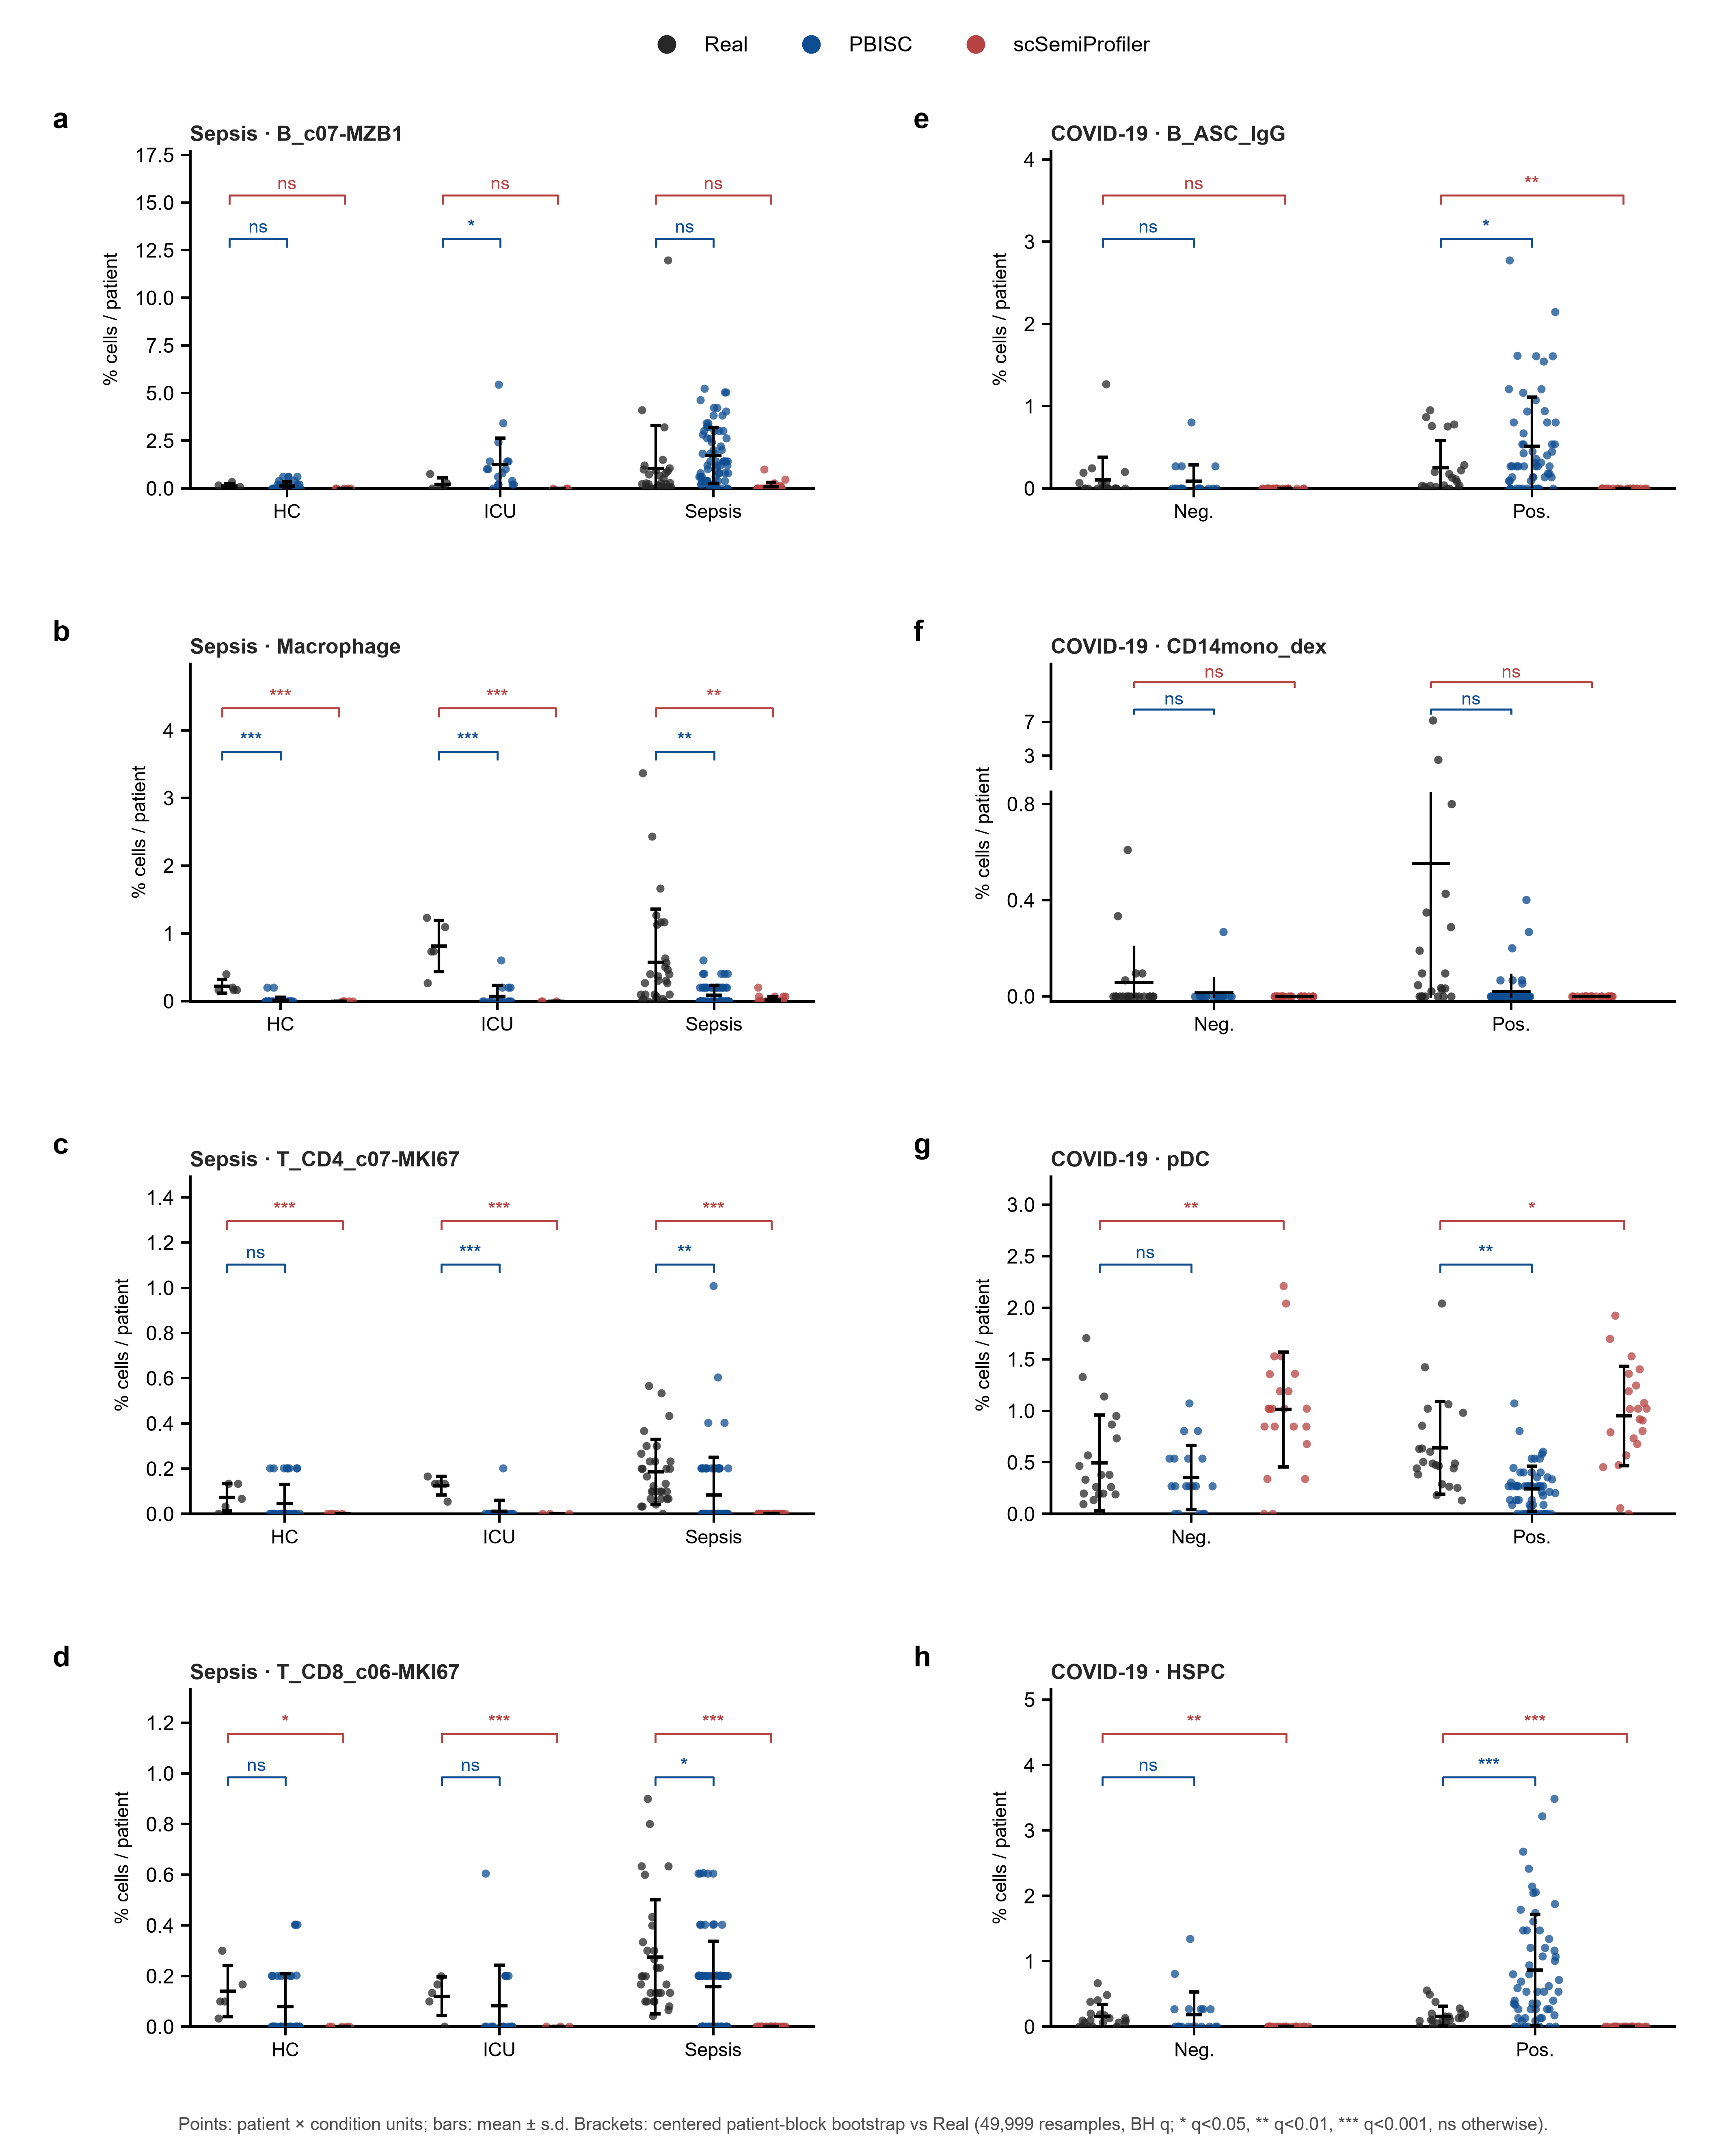 Real PBISC scSemiProfiler
a
Sepsis · B_c07-MZB1
% cells / patient
17.5
15.0
12.5
10.0
7.5
5.0
2.5
0.0
ns
ns
ns
ns
*
ns
HC ICU Sepsis
b
Sepsis · Macrophage
% cells / patient
4
3
2
1
0
*** *** **
*** *** **
HC ICU Sepsis
c
Sepsis · T_CD4_c07-MKI67
% cells / patient
1.4
1.2
1.0
0.8
0.6
0.4
0.2
0.0
*** *** ***
ns *** **
HC ICU Sepsis
d
Sepsis · T_CD8_c06-MKI67
% cells / patient
1.2
1.0
0.8
0.6
0.4
0.2
0.0
* *** ***
ns ns *
HC ICU Sepsis
e
COVID-19 · B_ASC_IgG
% cells / patient
4
3
2
1
0
ns **
ns *
Neg. Pos.
f
COVID-19 · CD14mono_dex
% cells / patient
7
3
0.8
0.4
0.0
ns ns
ns ns
Neg. Pos.
g
COVID-19 · pDC
% cells / patient
3.0
2.5
2.0
1.5
1.0
0.5
0.0
** *
ns **
Neg. Pos.
h
COVID-19 · HSPC
% cells / patient
5
4
3
2
1
0
** ***
ns ***
Neg. Pos.
Points: patient × condition units; bars: mean ± s.d. Brackets: centered patient-block bootstrap vs Real (49,999 resamples, BH q; * q<0.05, ** q<0.01, *** q<0.001, ns otherwise).